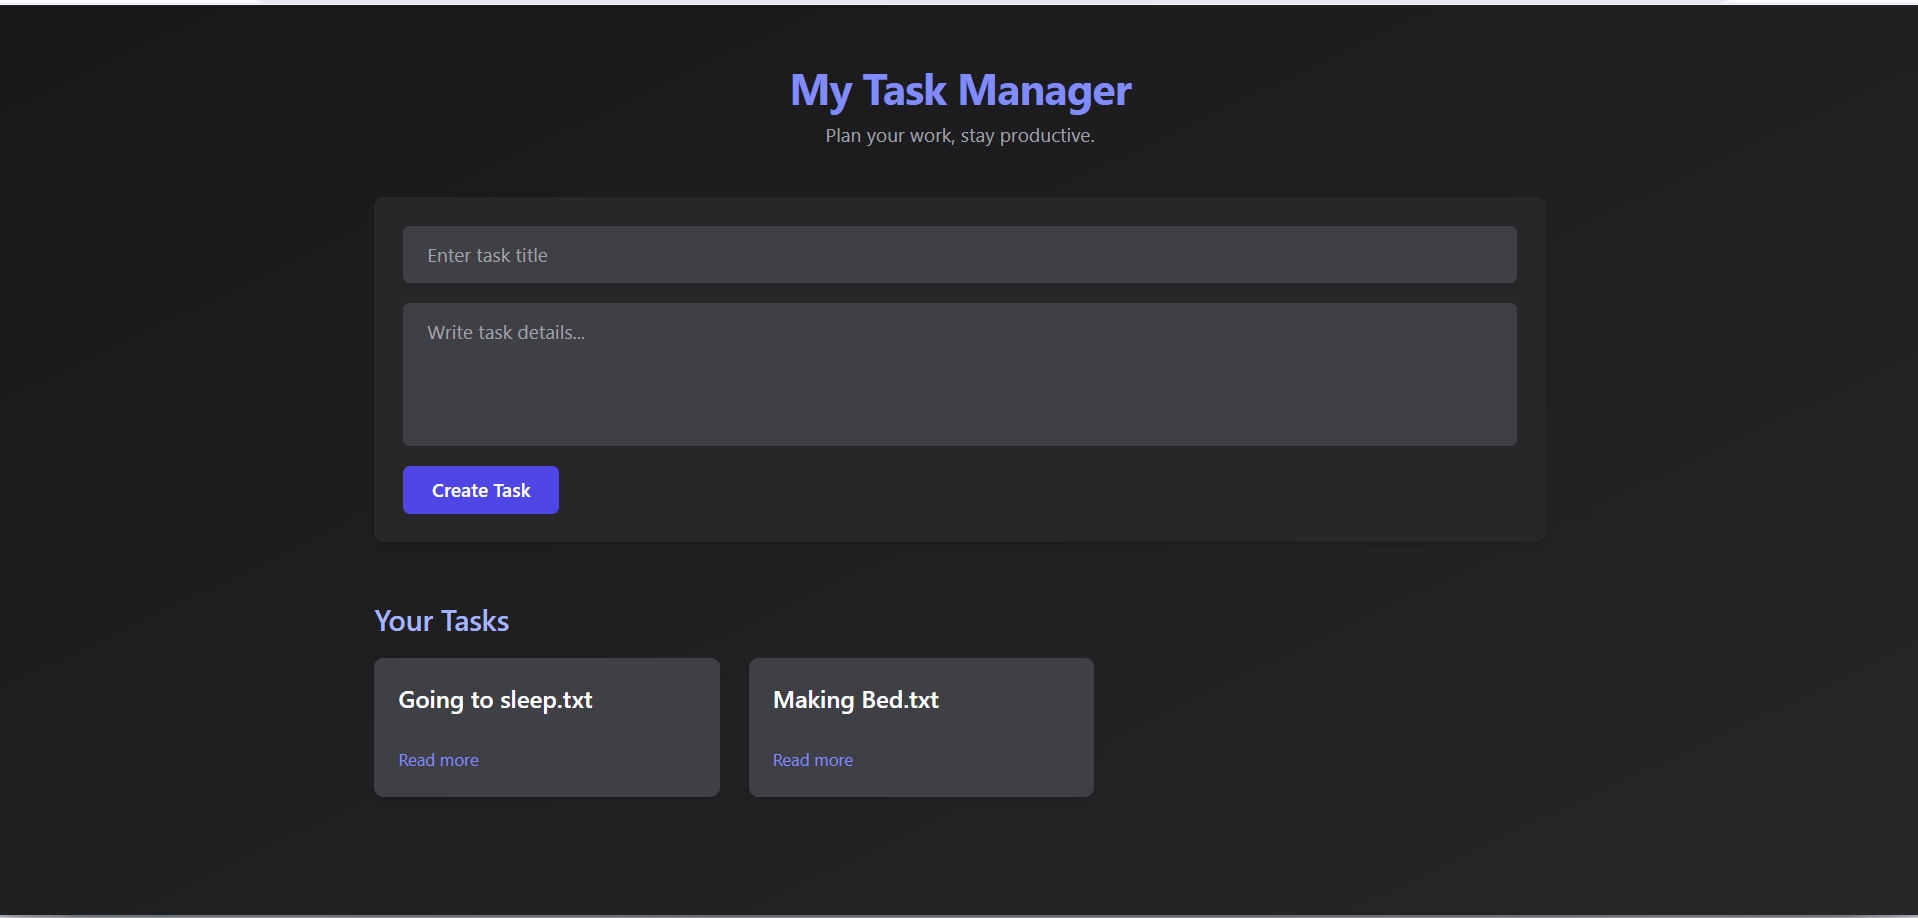 My Task Manager
Plan your work, stay productive.
Enter task title
Write task details...
Create Task
Your Tasks
Going to sleep.txt
Read more
Making Bed.txt
Read more